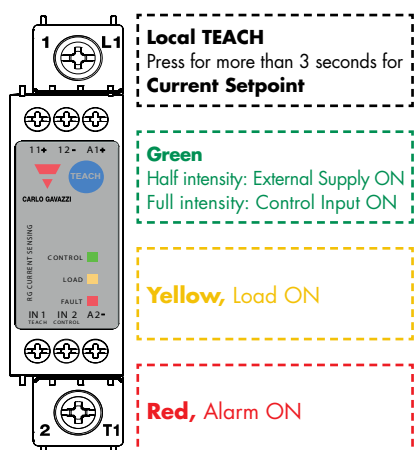 1 L1
11+ 12- A1+
TEACH
CARLO GAVAZZI
RG CURRENT SENSING
CONTROL
LOAD
FAULT
IN 1 IN 2 A2-
TEACH CONTROL
2 T1
Local TEACH
Press for more than 3 seconds for
Current Setpoint
Green
Half intensity: External Supply ON
Full intensity: Control Input ON
Yellow, Load ON
Red, Alarm ON